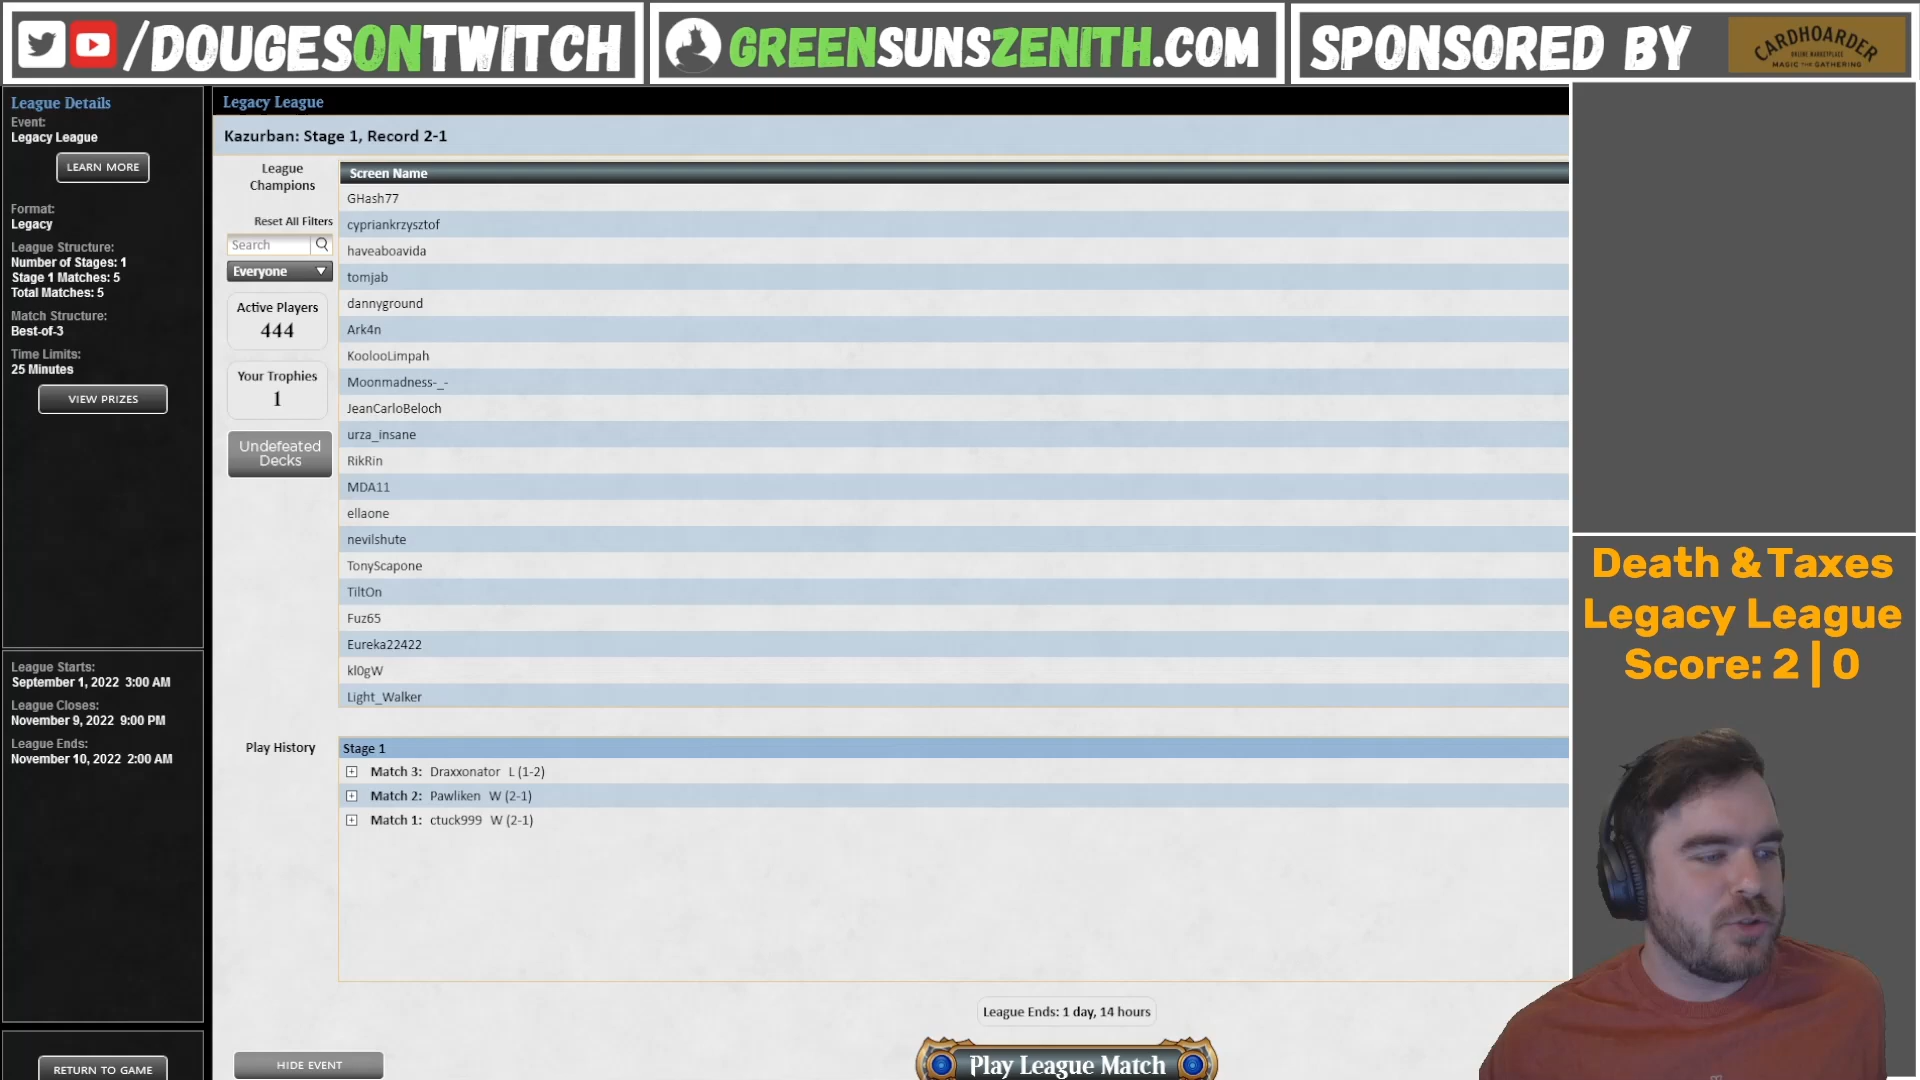 /DOUGESONTWITCH
GREENSUNSZENITH.COM
SPONSORED BY
CARDHOARDER
ONLINE MARKETPLACE
MAGIC THE GATHERING
League Details
Event:
Legacy League
LEARN MORE
Format:
Legacy
League Structure:
Number of Stages: 1
Stage 1 Matches: 5
Total Matches: 5
Match Structure:
Best-of-3
Time Limits:
25 Minutes
VIEW PRIZES
League Starts:
September 1, 2022 3:00 AM
League Closes:
November 9, 2022 9:00 PM
League Ends:
November 10, 2022 2:00 AM
RETURN TO GAME
Legacy League
Kazurban: Stage 1, Record 2-1
League
Champions
Reset All Filters
Search
Everyone
Active Players
444
Your Trophies
1
Undefeated
Decks
Screen Name
GHash77
cypriankrzysztof
haveaboavida
tomjab
dannyground
Ark4n
KoolooLimpah
Moonmadness-_-
JeanCarloBeloch
urza_insane
RikRin
MDA11
ellaone
nevilshute
TonyScapone
TiltOn
Fuz65
Eureka22422
kl0gW
Light_Walker
Play History
Stage 1
Match 3: Draxxonator L (1-2)
Match 2: Pawliken W (2-1)
Match 1: ctuck999 W (2-1)
League Ends: 1 day, 14 hours
HIDE EVENT
Play League Match
Death & Taxes
Legacy League
Score: 2 | 0